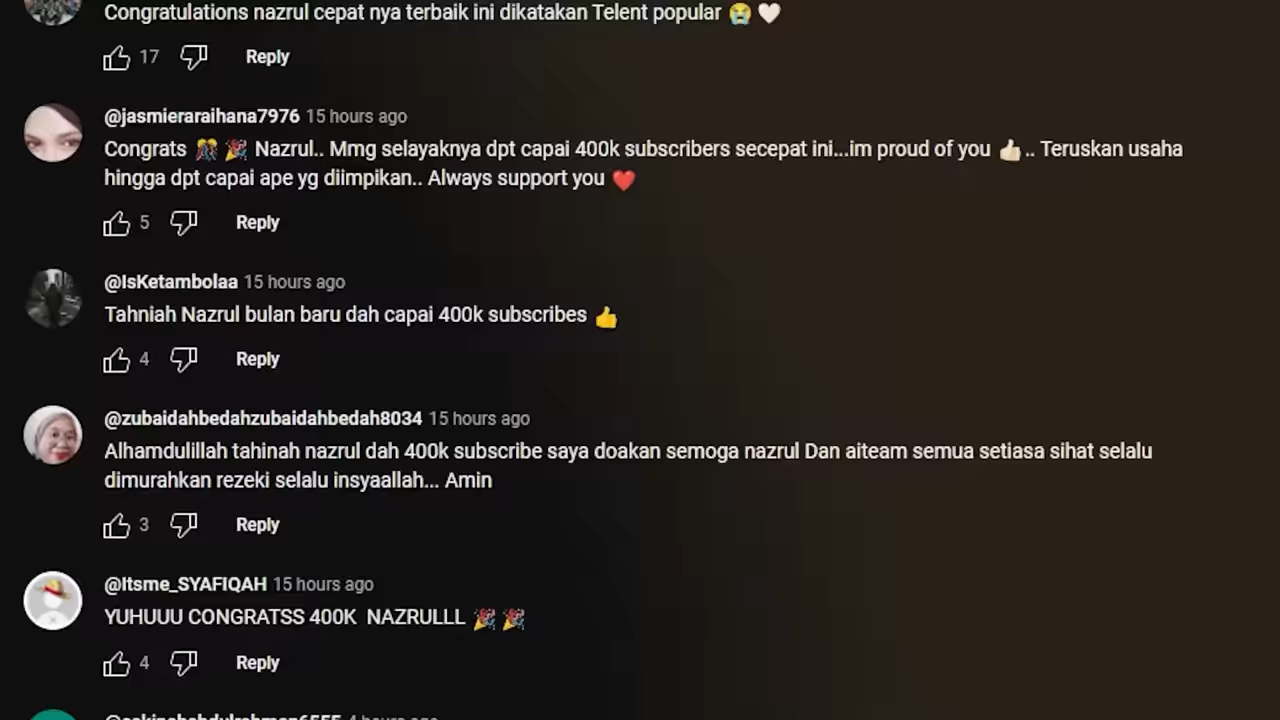 Congratulations nazrul cepat nya terbaik ini dikatakan Telent popular 😭 🤍
17 Reply
@jasmieraraihana7976 15 hours ago
Congrats 🎊 🎉 Nazrul.. Mmg selayaknya dpt capai 400k subscribers secepat ini...im proud of you 👍🏻.. Teruskan usaha
hingga dpt capai ape yg diimpikan.. Always support you ❤️
5 Reply
@IsKetambolaa 15 hours ago
Tahniah Nazrul bulan baru dah capai 400k subscribes 👍
4 Reply
@zubaidahbedahzubaidahbedah8034 15 hours ago
Alhamdulillah tahinah nazrul dah 400k subscribe saya doakan semoga nazrul Dan aiteam semua setiasa sihat selalu
dimurahkan rezeki selalu insyaallah... Amin
3 Reply
@Itsme_SYAFIQAH 15 hours ago
YUHUUU CONGRATSS 400K NAZRULLL 🎉 🎉
4 Reply
hours ago